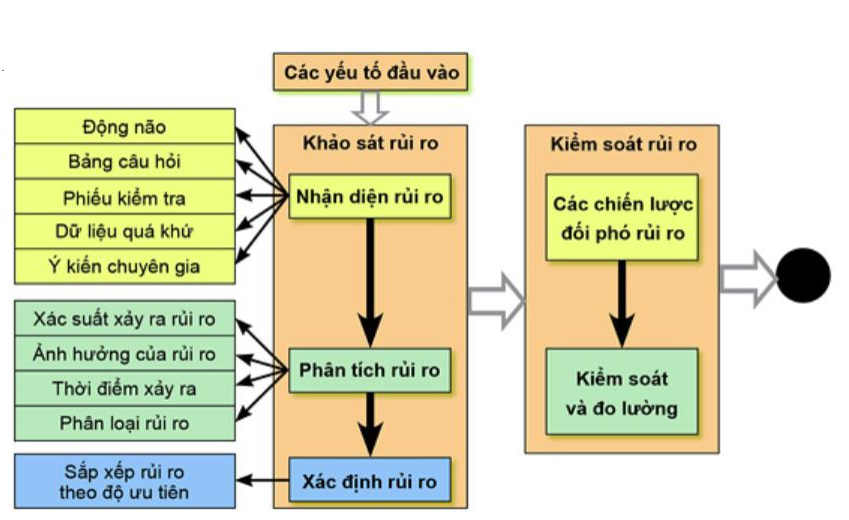 Các yếu tố đầu vào
Khảo sát rủi ro
Nhận diện rủi ro
Động não
Bảng câu hỏi
Phiếu kiểm tra
Dữ liệu quá khứ
Ý kiến chuyên gia
Phân tích rủi ro
Xác suất xảy ra rủi ro
Ảnh hưởng của rủi ro
Thời điểm xảy ra
Phân loại rủi ro
Xác định rủi ro
Sắp xếp rủi ro
theo độ ưu tiên
Kiểm soát rủi ro
Các chiến lược
đối phó rủi ro
Kiểm soát
và đo lường